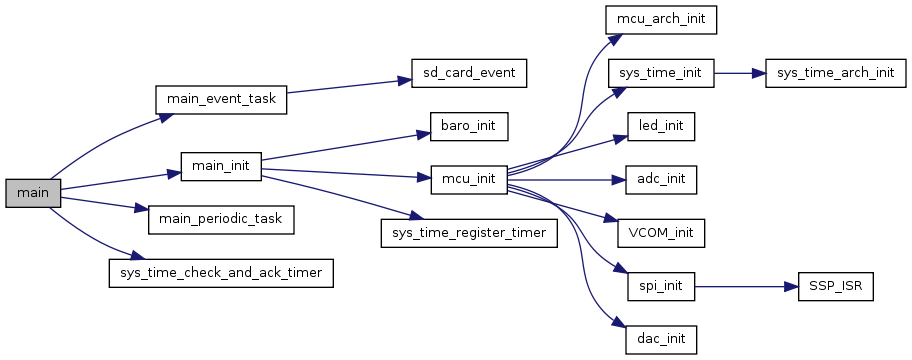 main
main_event_task
sd_card_event
main_init
baro_init
mcu_init
mcu_arch_init
sys_time_init
sys_time_arch_init
led_init
adc_init
VCOM_init
spi_init
SSP_ISR
dac_init
sys_time_register_timer
main_periodic_task
sys_time_check_and_ack_timer